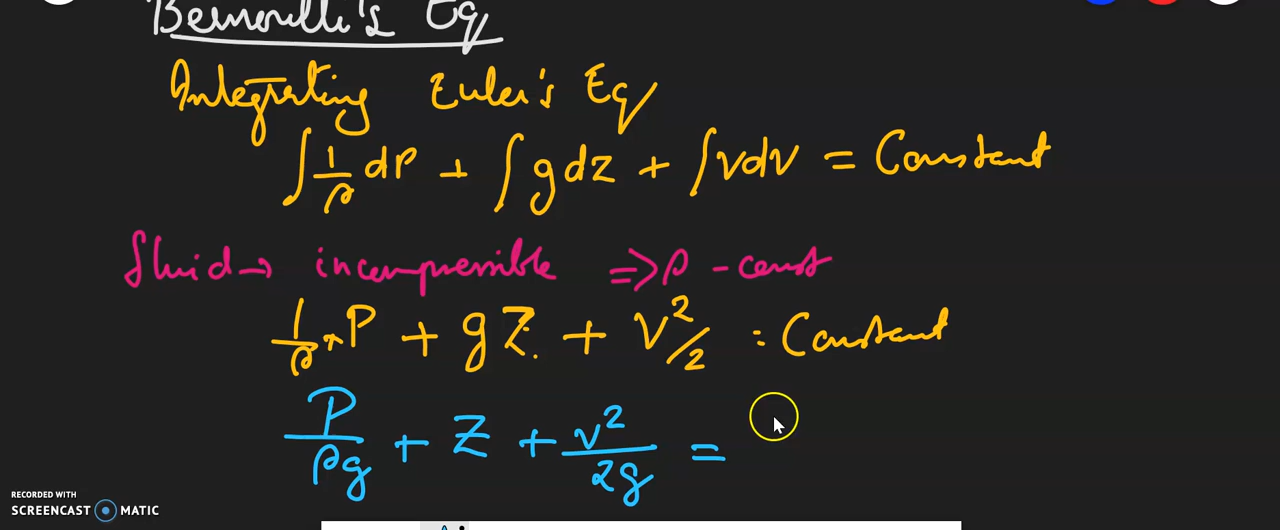 Bernoulli's Eq
Integrating Euler's Eq
∫ 1/ρ dP + ∫ g dz + ∫ v dv = Constant
fluid → incompressible => ρ - const
1/ρ × P + g Z + V²/2 = Constant
P/ρg + Z + v²/2g =
RECORDED WITH
SCREENCAST MATIC